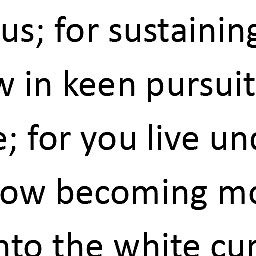 us; for sustaining
w in keen pursuit
e; for you live und
ow becoming mo
nto the white cur